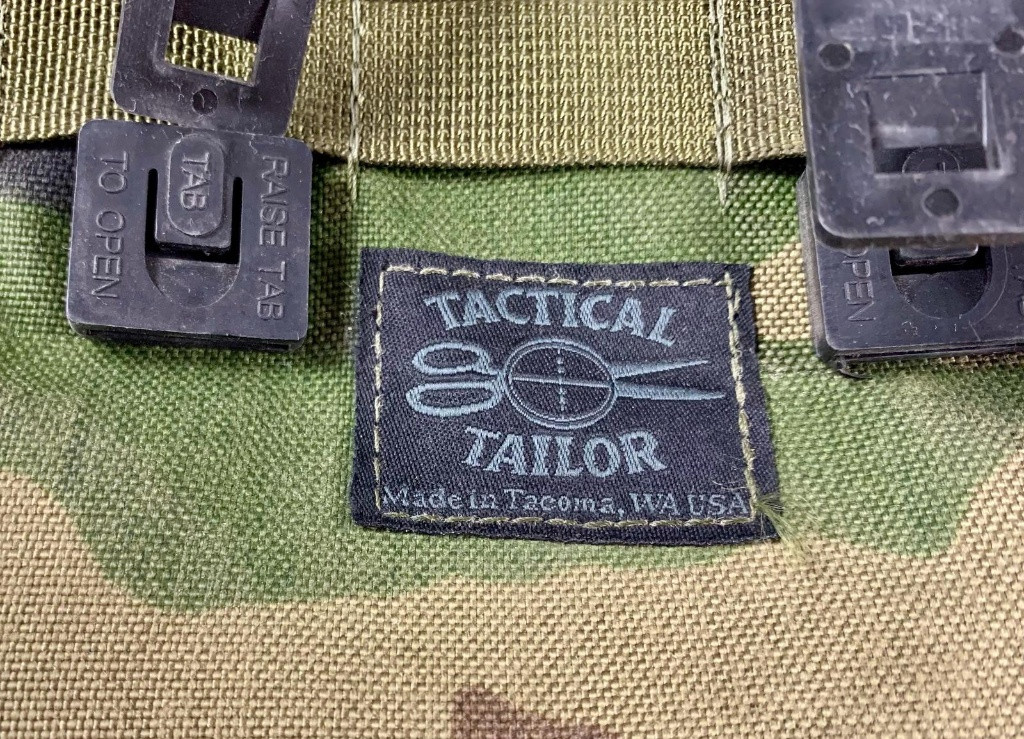 RAISE TAB
TAB
TO OPEN
TACTICAL
TAILOR
Made in Tacoma, WA USA
OPEN